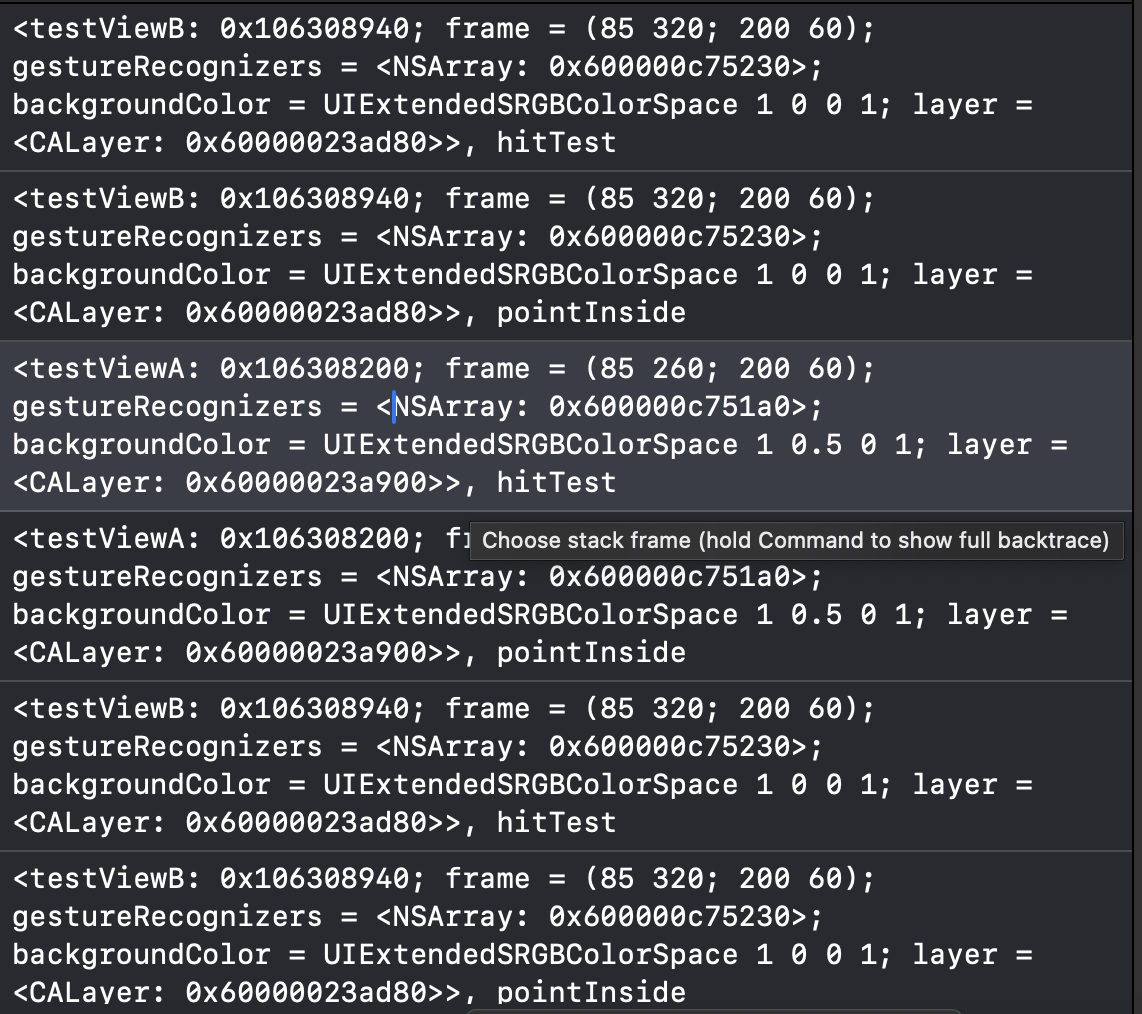 <testViewB: 0x106308940; frame = (85 320; 200 60);
gestureRecognizers = <NSArray: 0x600000c75230>;
backgroundColor = UIExtendedSRGBColorSpace 1 0 0 1; layer =
<CALayer: 0x60000023ad80>>, hitTest
<testViewB: 0x106308940; frame = (85 320; 200 60);
gestureRecognizers = <NSArray: 0x600000c75230>;
backgroundColor = UIExtendedSRGBColorSpace 1 0 0 1; layer =
<CALayer: 0x60000023ad80>>, pointInside
<testViewA: 0x106308200; frame = (85 260; 200 60);
gestureRecognizers = <NSArray: 0x600000c751a0>;
backgroundColor = UIExtendedSRGBColorSpace 1 0.5 0 1; layer =
<CALayer: 0x60000023a900>>, hitTest
<testViewA: 0x106308200;
Choose stack frame (hold Command to show full backtrace)
gestureRecognizers = <NSArray: 0x600000c751a0>;
backgroundColor = UIExtendedSRGBColorSpace 1 0.5 0 1; layer =
<CALayer: 0x60000023a900>>, pointInside
<testViewB: 0x106308940; frame = (85 320; 200 60);
gestureRecognizers = <NSArray: 0x600000c75230>;
backgroundColor = UIExtendedSRGBColorSpace 1 0 0 1; layer =
<CALayer: 0x60000023ad80>>, hitTest
<testViewB: 0x106308940; frame = (85 320; 200 60);
gestureRecognizers = <NSArray: 0x600000c75230>;
backgroundColor = UIExtendedSRGBColorSpace 1 0 0 1; layer =
<CALayer: 0x60000023ad80>>, pointInside